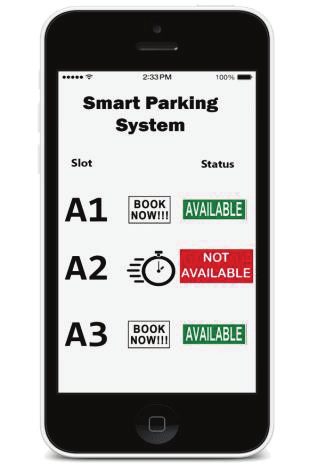 2:33 PM 100%
Smart Parking
System
Slot Status
A1 BOOK NOW!!! AVAILABLE
A2 NOT AVAILABLE
A3 BOOK NOW!!! AVAILABLE